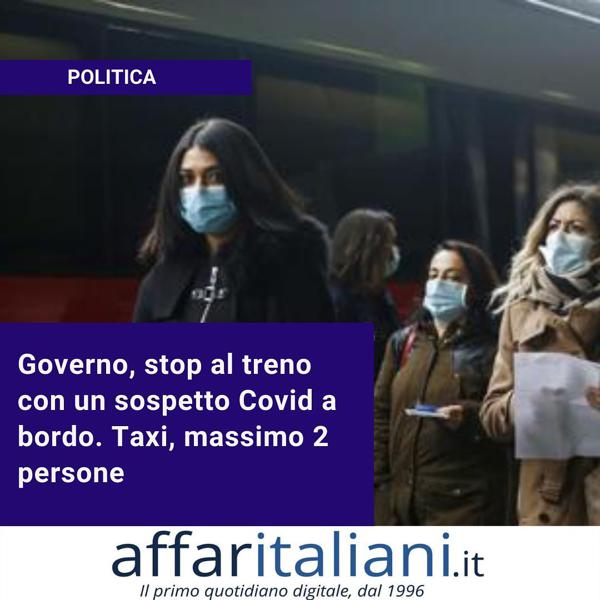 POLITICA
Governo, stop al treno
con un sospetto Covid a
bordo. Taxi, massimo 2
persone
affaritaliani.it
Il primo quotidiano digitale, dal 1996